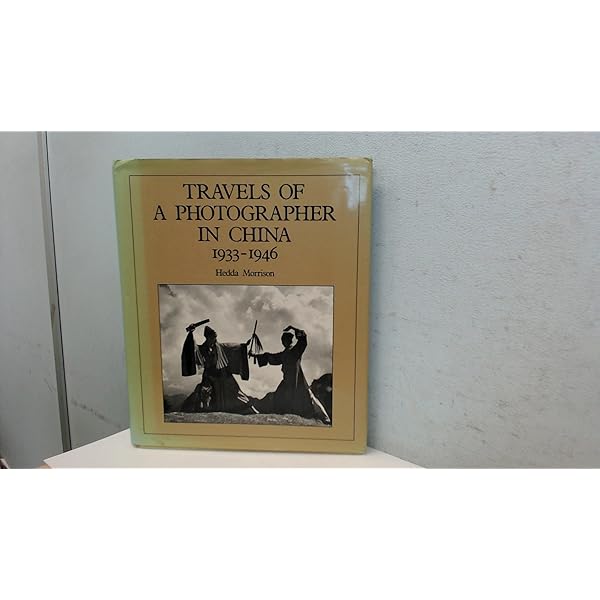 TRAVELS OF
A PHOTOGRAPHER
IN CHINA
1933-1946
Hedda Morrison